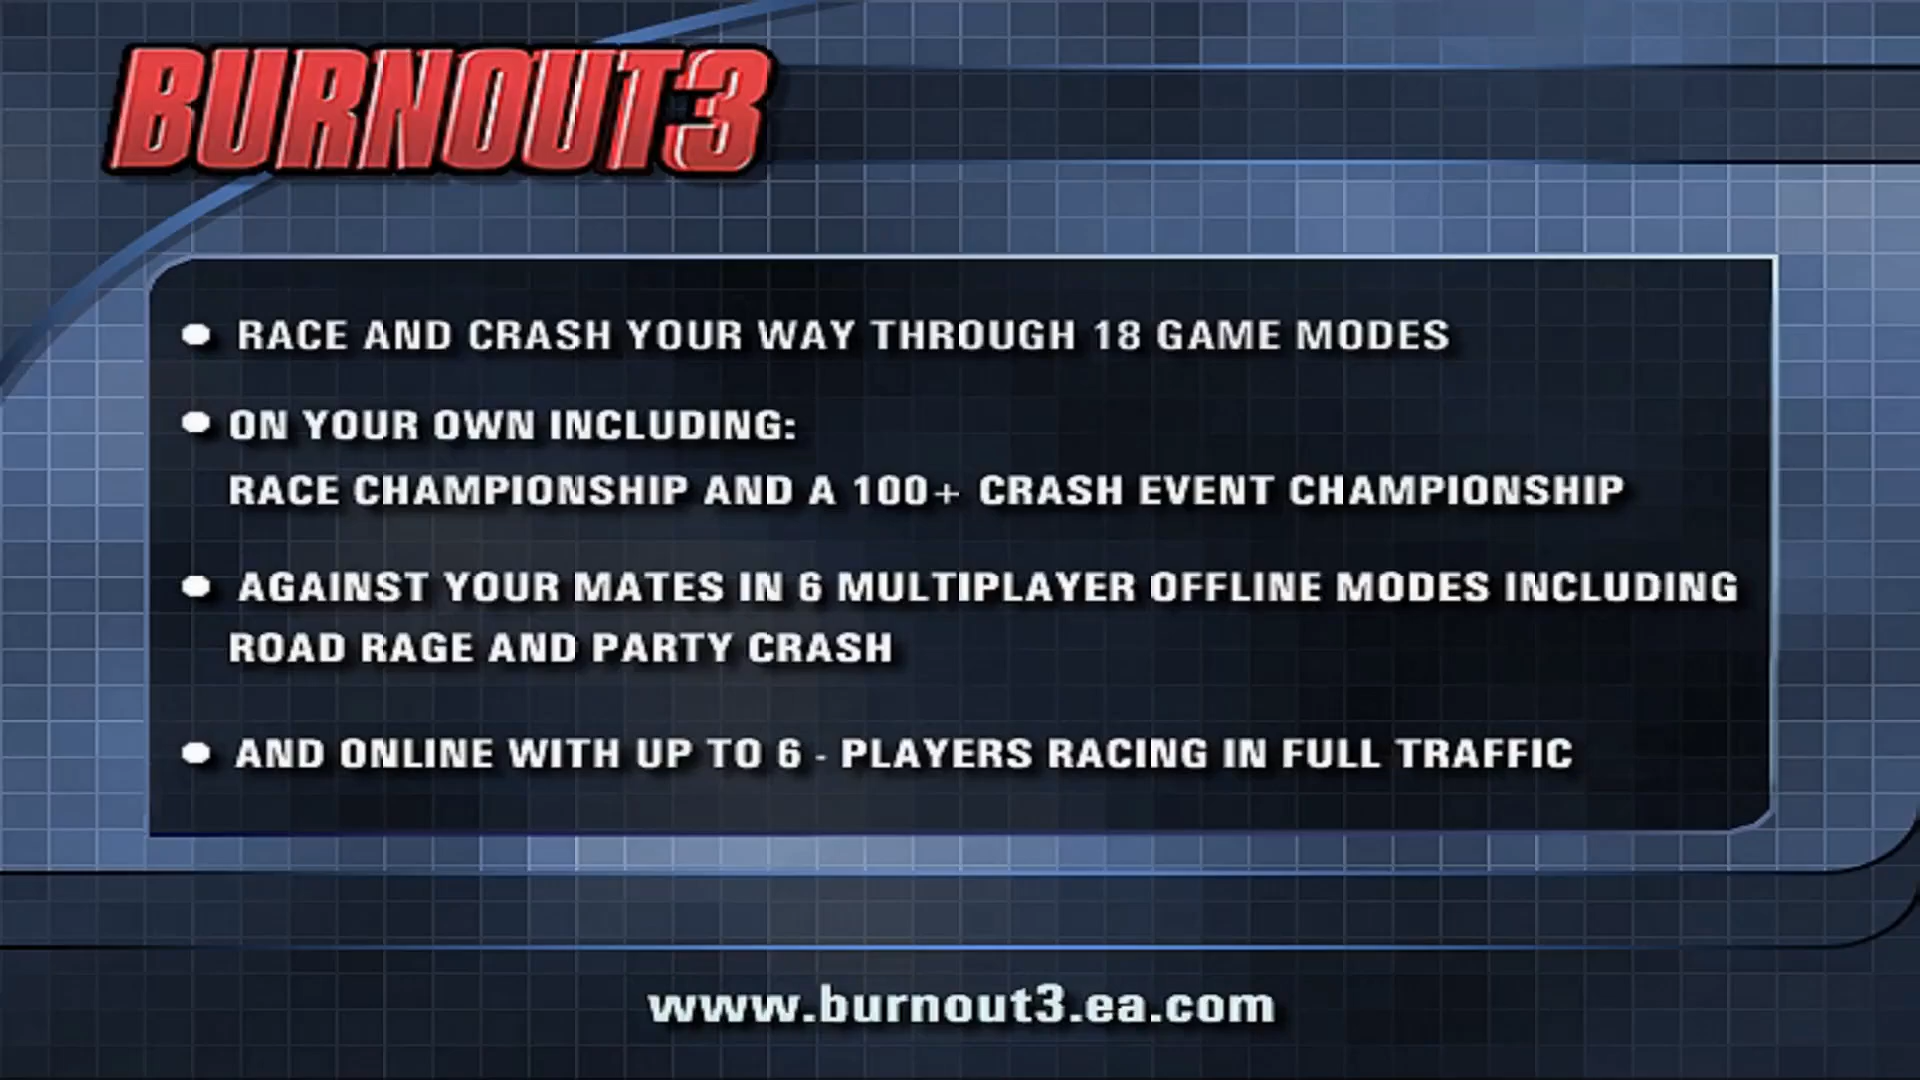 BURNOUT3
• RACE AND CRASH YOUR WAY THROUGH 18 GAME MODES
• ON YOUR OWN INCLUDING:
RACE CHAMPIONSHIP AND A 100+ CRASH EVENT CHAMPIONSHIP
• AGAINST YOUR MATES IN 6 MULTIPLAYER OFFLINE MODES INCLUDING
ROAD RAGE AND PARTY CRASH
• AND ONLINE WITH UP TO 6 - PLAYERS RACING IN FULL TRAFFIC
www.burnout3.ea.com